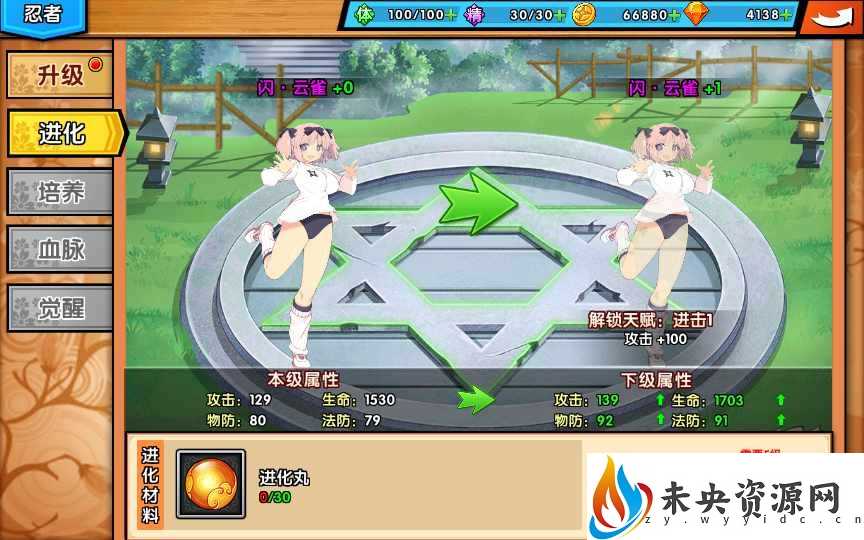 忍者
100/100+
30/30+
66880+
4138+
升级
进化
培养
血脉
觉醒
闪·云雀 +0
闪·云雀 +1
解锁天赋：进击1
攻击 +100
本级属性
下级属性
攻击：129 生命：1530
物防：80 法防：79
攻击：139 生命：1703
物防：92 法防：91
进化材料
进化丸
0/30
未央资源网
zy.wyyidc.cn